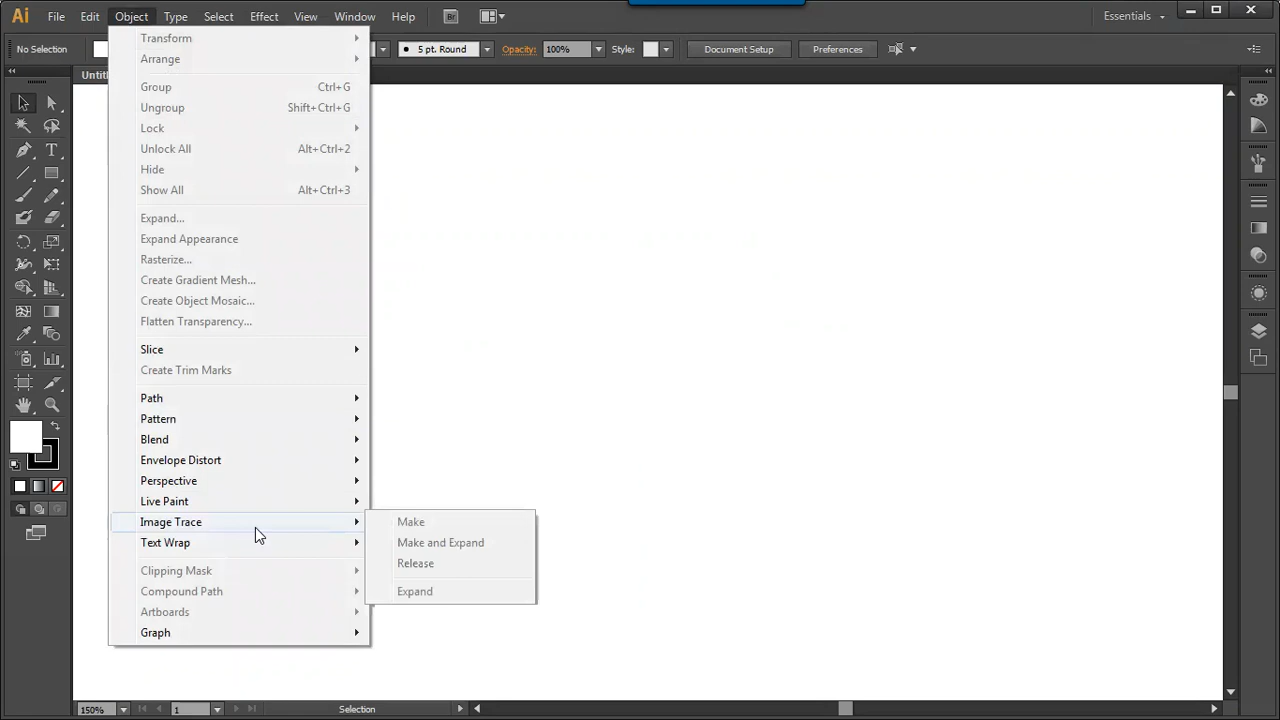 Ai File Edit Object Type Select Effect View Window Help Br Essentials
No Selection 5 pt. Round Opacity: 100% Style: Document Setup Preferences
Transform
Arrange
Group Ctrl+G
Ungroup Shift+Ctrl+G
Lock
Unlock All Alt+Ctrl+2
Hide
Show All Alt+Ctrl+3
Expand...
Expand Appearance
Rasterize...
Create Gradient Mesh...
Create Object Mosaic...
Flatten Transparency...
Slice
Create Trim Marks
Path
Pattern
Blend
Envelope Distort
Perspective
Live Paint
Image Trace
Text Wrap
Clipping Mask
Compound Path
Artboards
Graph
Make
Make and Expand
Release
Expand
150% 1 Selection